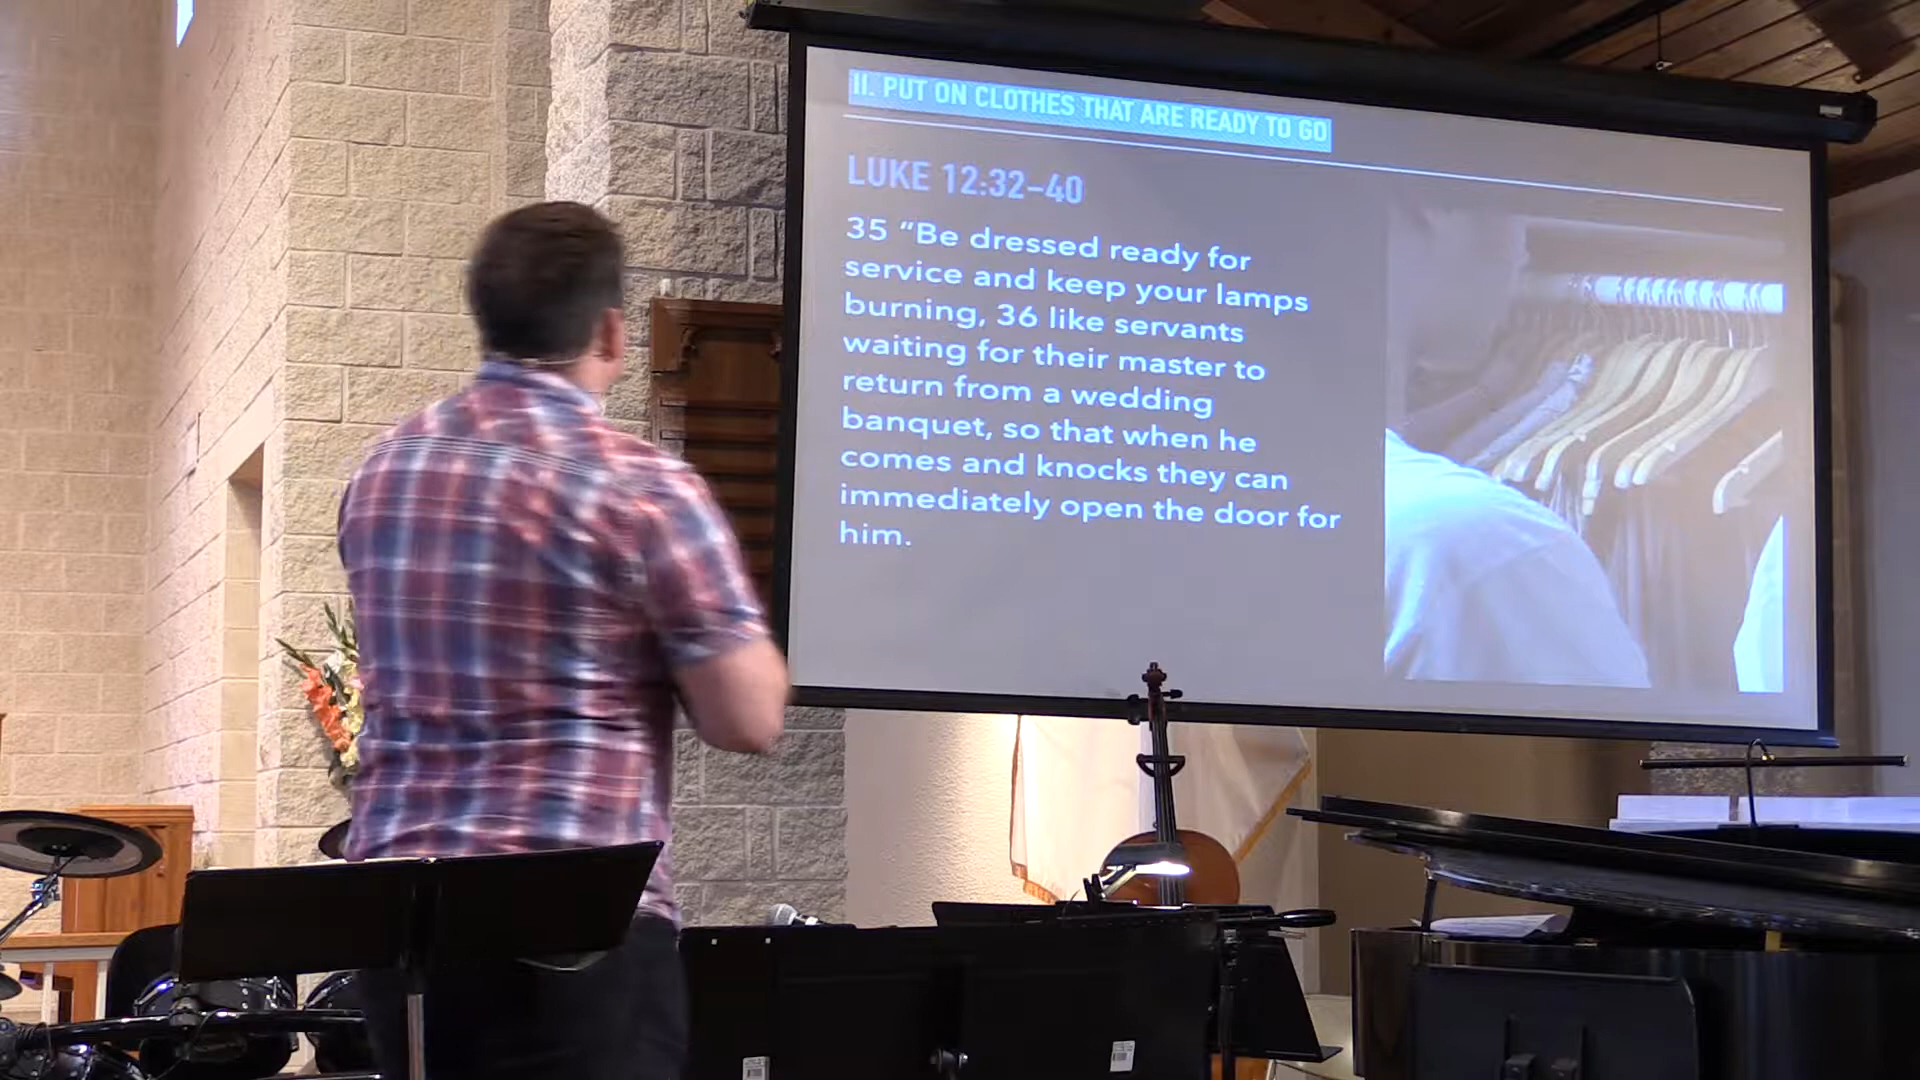 II. PUT ON CLOTHES THAT ARE READY TO GO
LUKE 12:32–40
35 “Be dressed ready for
service and keep your lamps
burning, 36 like servants
waiting for their master to
return from a wedding
banquet, so that when he
comes and knocks they can
immediately open the door for
him.